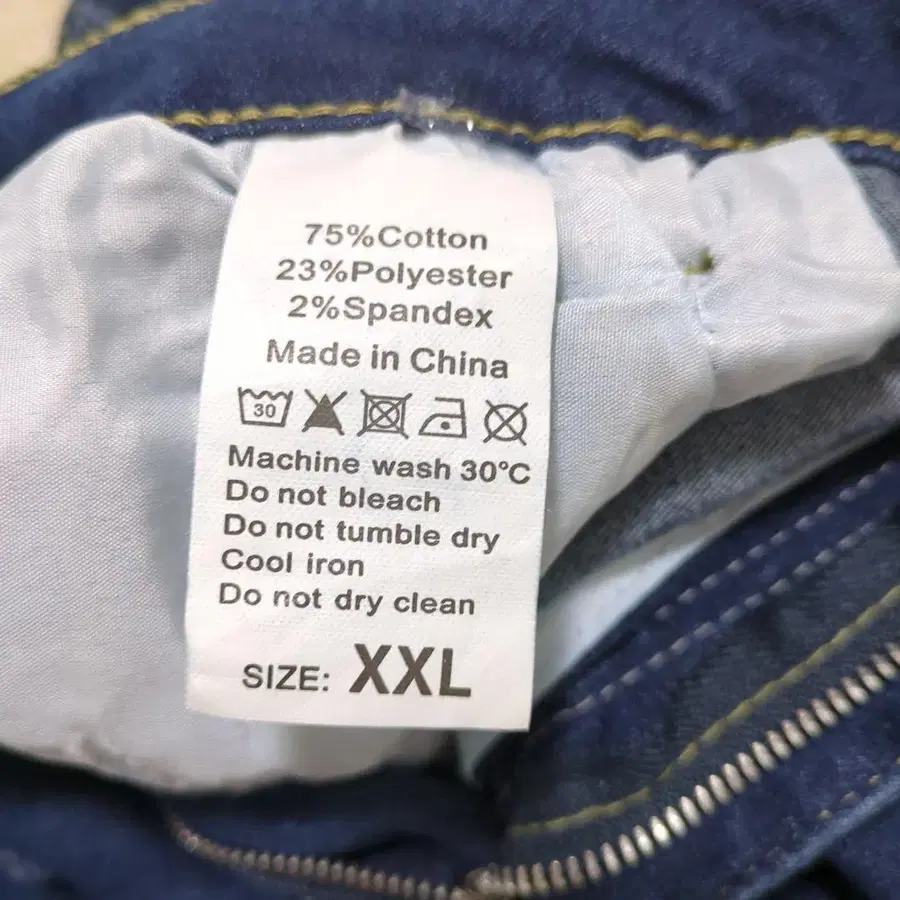 75%Cotton
23%Polyester
2%Spandex
Made in China
30
Machine wash 30°C
Do not bleach
Do not tumble dry
Cool iron
Do not dry clean
SIZE: XXL